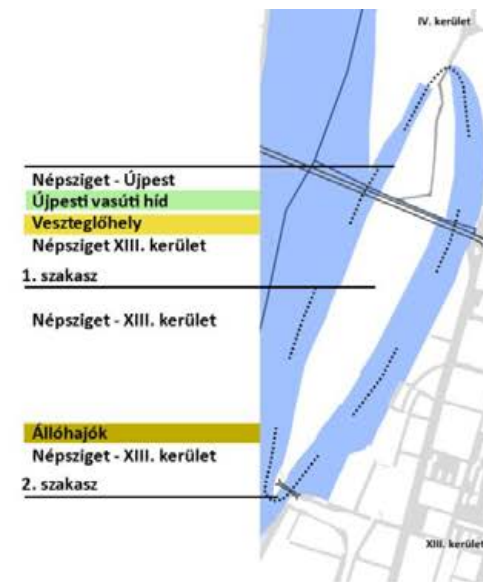 IV. kerület
Népsziget - Újpest
Újpesti vasúti híd
Veszteglőhely
Népsziget XIII. kerület
1. szakasz
Népsziget - XIII. kerület
Állóhajók
Népsziget - XIII. kerület
2. szakasz
XIII. kerület